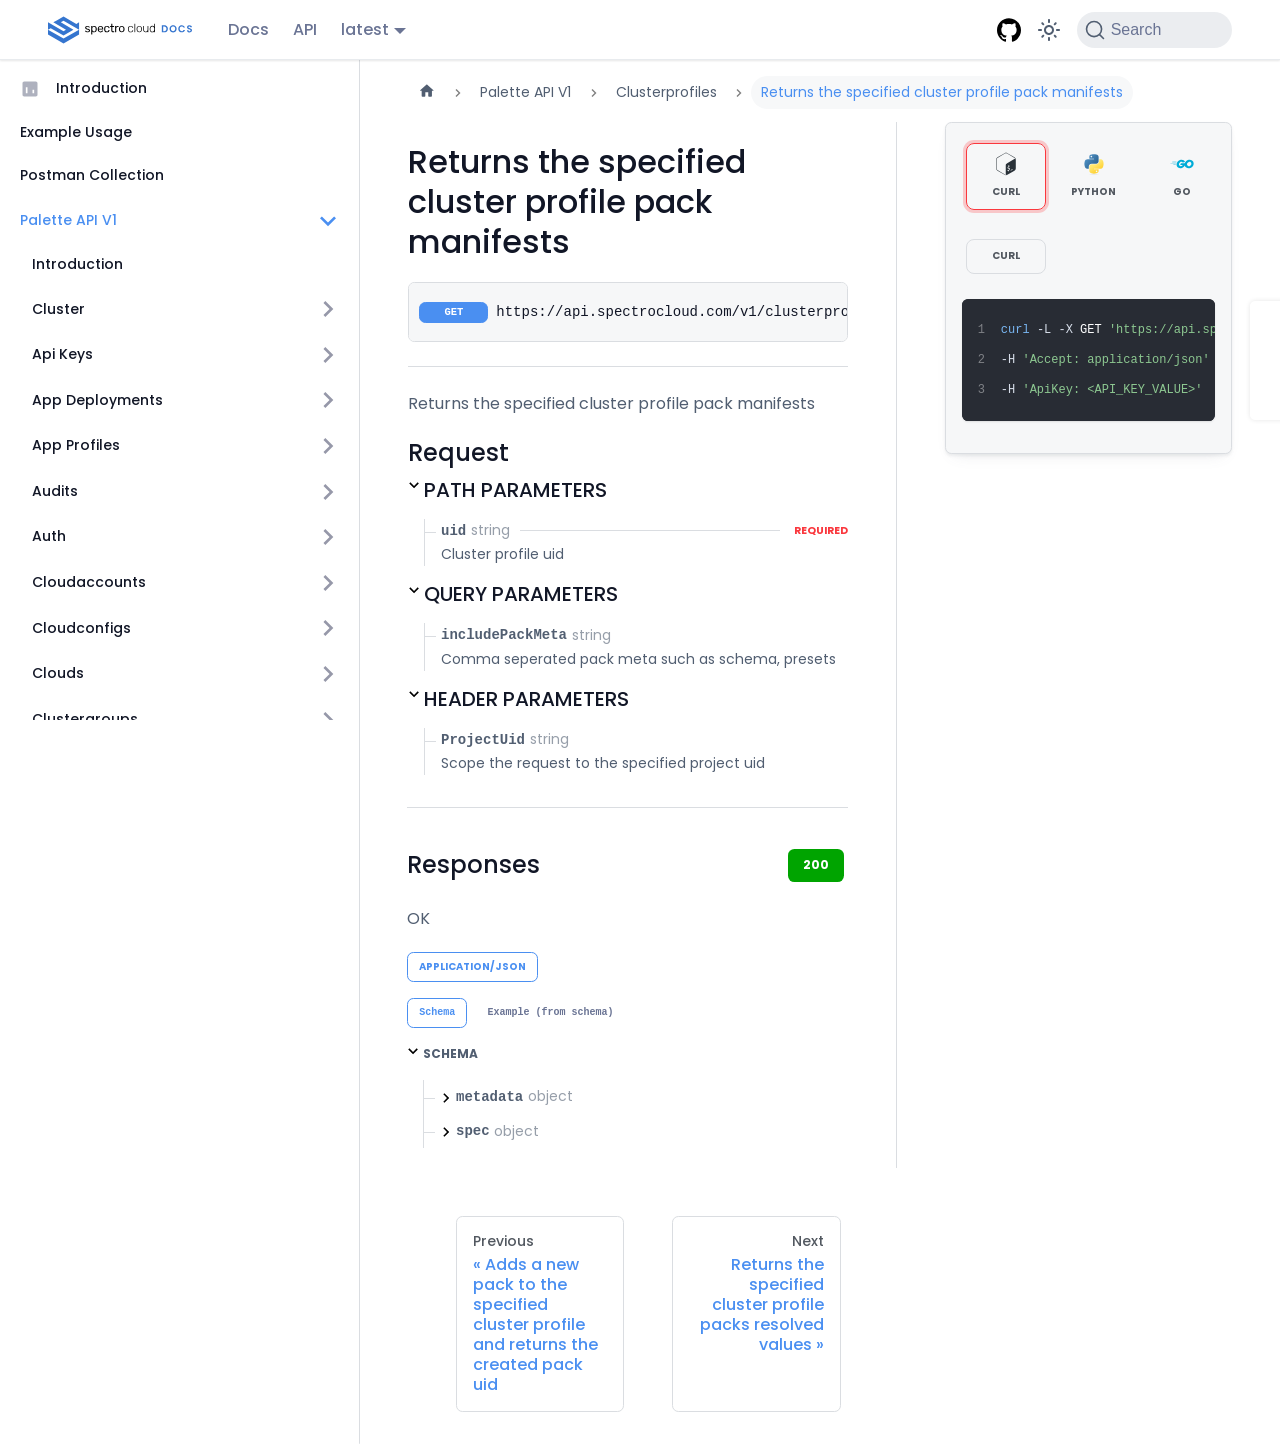 spectro cloud DOCS
Docs
API
latest
Search
Introduction
Example Usage
Postman Collection
Palette API V1
Introduction
Cluster
Api Keys
App Deployments
App Profiles
Audits
Auth
Cloudaccounts
Cloudconfigs
Clouds
Clustergroups
Palette API V1
Clusterprofiles
Returns the specified cluster profile pack manifests
Returns the specified
cluster profile pack
manifests
GET https://api.spectrocloud.com/v1/clusterpro
Returns the specified cluster profile pack manifests
Request
PATH PARAMETERS
uid string REQUIRED
Cluster profile uid
QUERY PARAMETERS
includePackMeta string
Comma seperated pack meta such as schema, presets
HEADER PARAMETERS
ProjectUid string
Scope the request to the specified project uid
Responses
200
OK
APPLICATION/JSON
Schema Example (from schema)
SCHEMA
metadata object
spec object
CURL PYTHON GO
CURL
1 curl -L -X GET 'https://api.sp
2 -H 'Accept: application/json'
3 -H 'ApiKey: <API_KEY_VALUE>'
Previous
« Adds a new
pack to the
specified
cluster profile
and returns the
created pack
uid
Next
Returns the
specified
cluster profile
packs resolved
values »